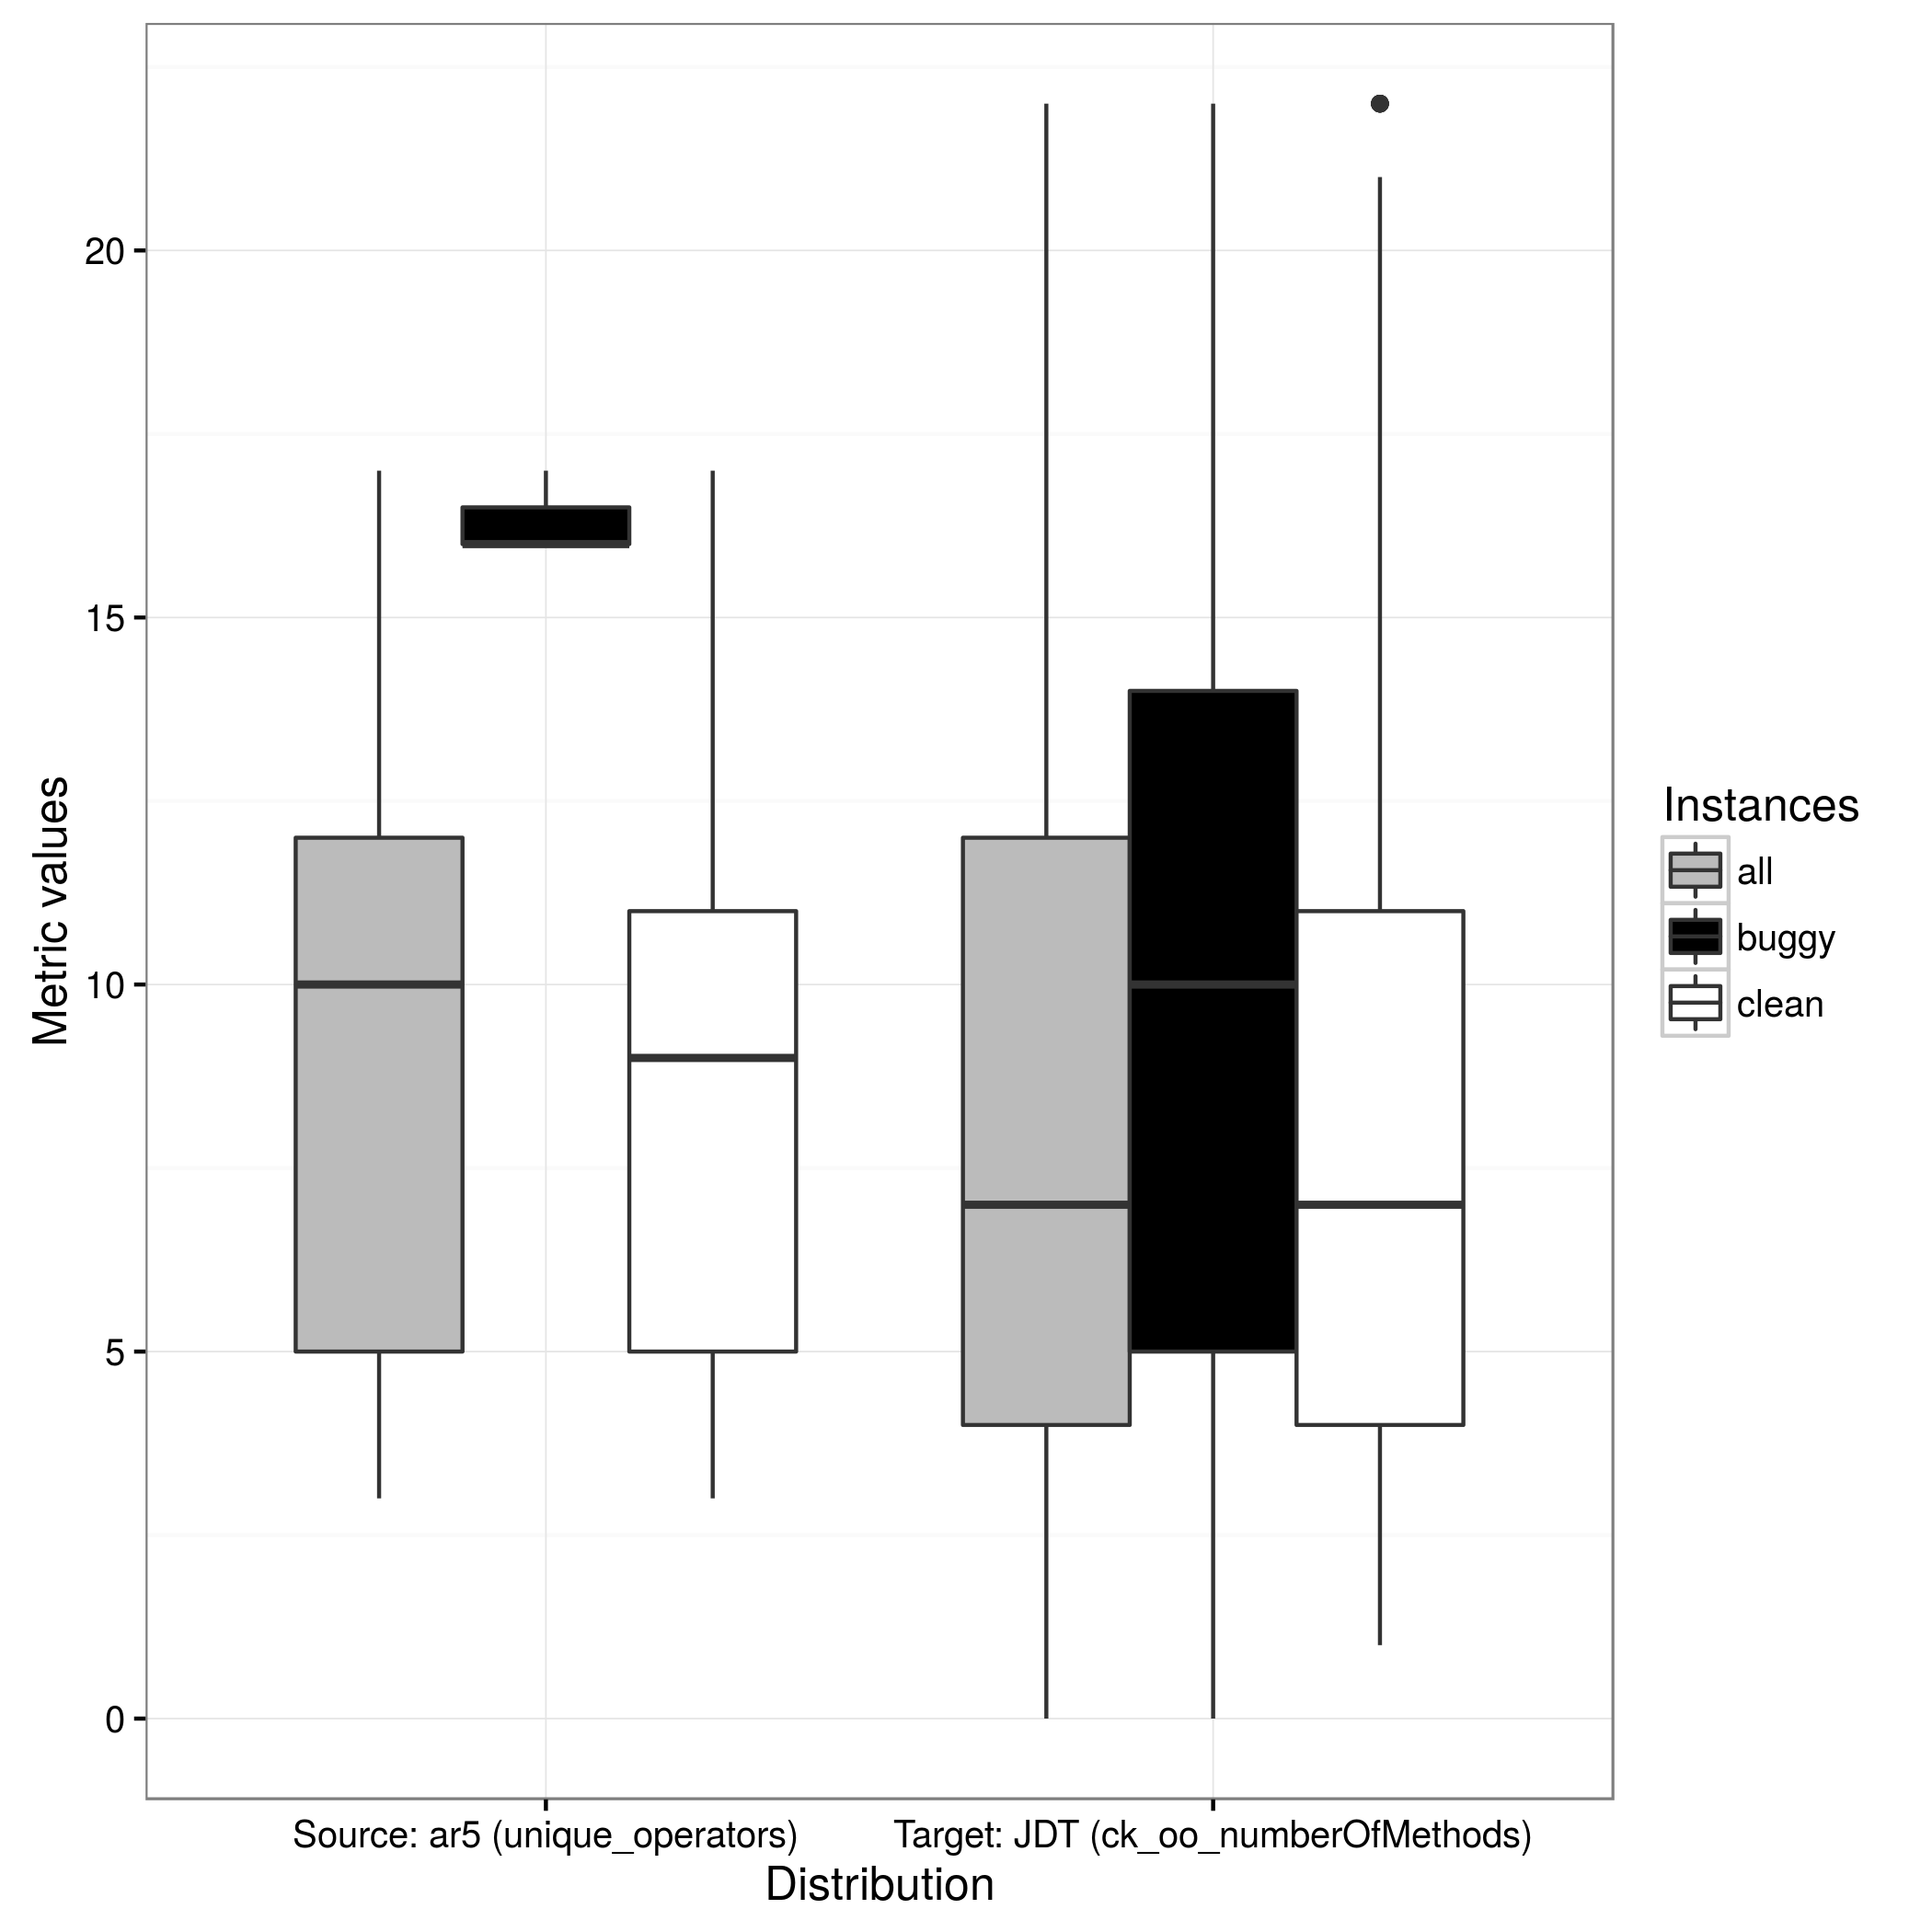 Metric values
20
15
10
5
0
Source: ar5 (unique_operators)
Target: JDT (ck_oo_numberOfMethods)
Distribution
Instances
all
buggy
clean